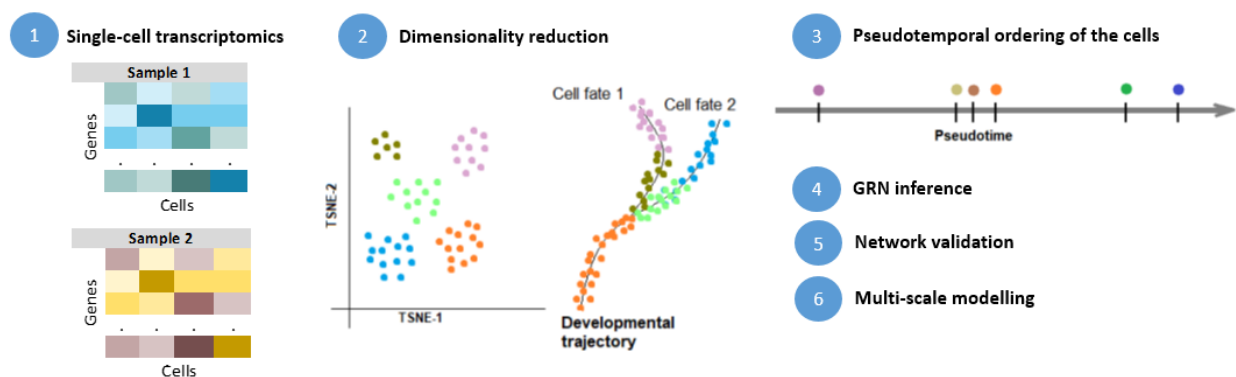 1 Single-cell transcriptomics
Sample 1
Genes
. . . .
Cells
Sample 2
Genes
. . . .
Cells
2 Dimensionality reduction
TSNE-2
TSNE-1
Cell fate 1
Cell fate 2
Developmental
trajectory
3 Pseudotemporal ordering of the cells
Pseudotime
4 GRN inference
5 Network validation
6 Multi-scale modelling